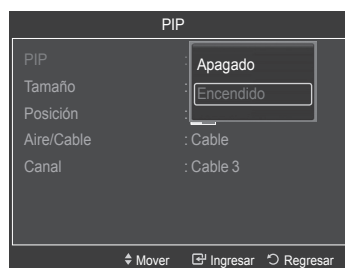 PIP
PIP :
Apagado
Tamaño :
Encendido
Posición :
Aire/Cable : Cable
Canal : Cable 3
Mover Ingresar Regresar